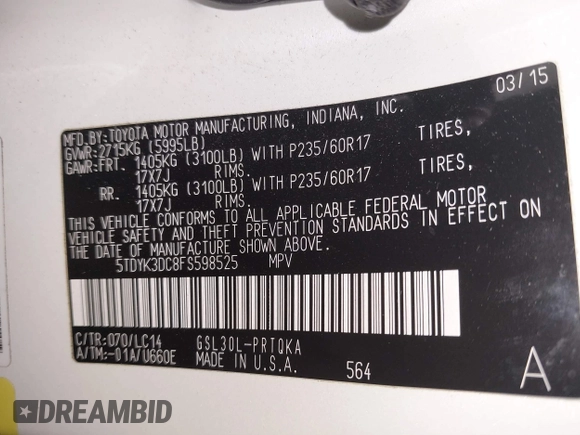 03/15
MFD.BY:TOYOTA MOTOR MANUFACTURING, INDIANA, INC.
GVWR:2715KG (5995LB)
GAWR:FRT. 1405KG (3100LB) WITH P235/60R17 TIRES,
17X7J RIMS.
RR. 1405KG (3100LB) WITH P235/60R17 TIRES,
17X7J RIMS.
THIS VEHICLE CONFORMS TO ALL APPLICABLE FEDERAL MOTOR
VEHICLE SAFETY AND THEFT PREVENTION STANDARDS IN EFFECT ON
THE DATE OF MANUFACTURE SHOWN ABOVE.
5TDYK3DC8FS598525 MPV
C/TR:070/LC14 GSL30L-PRTQKA
A/TM:-01A/U660E MADE IN U.S.A. 564 A
DREAMBID